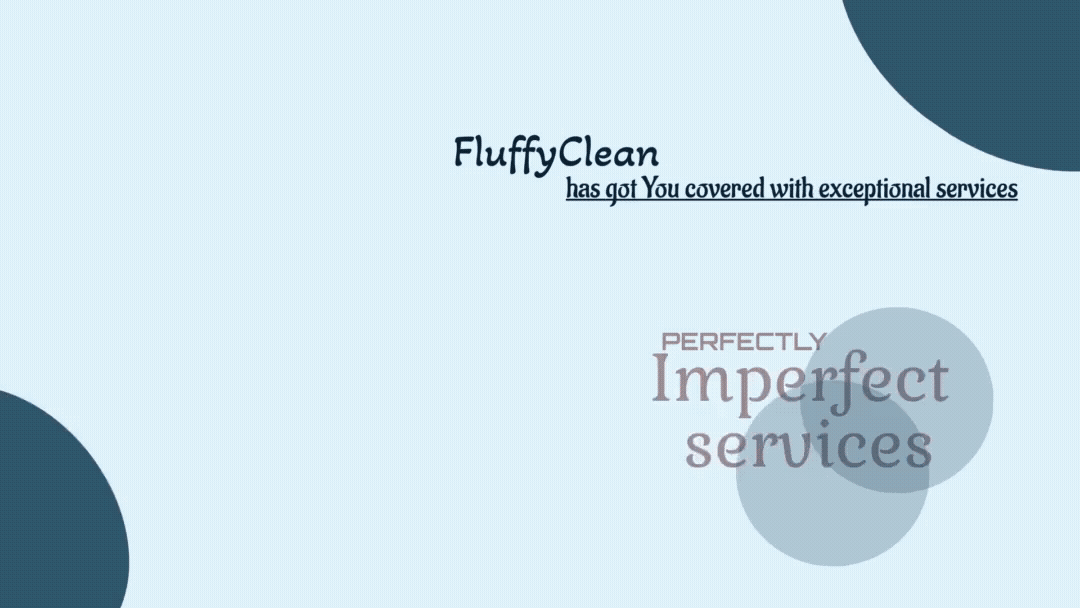 FluffyClean
has got You covered with exceptional services
PERFECTLY
Imperfect
services